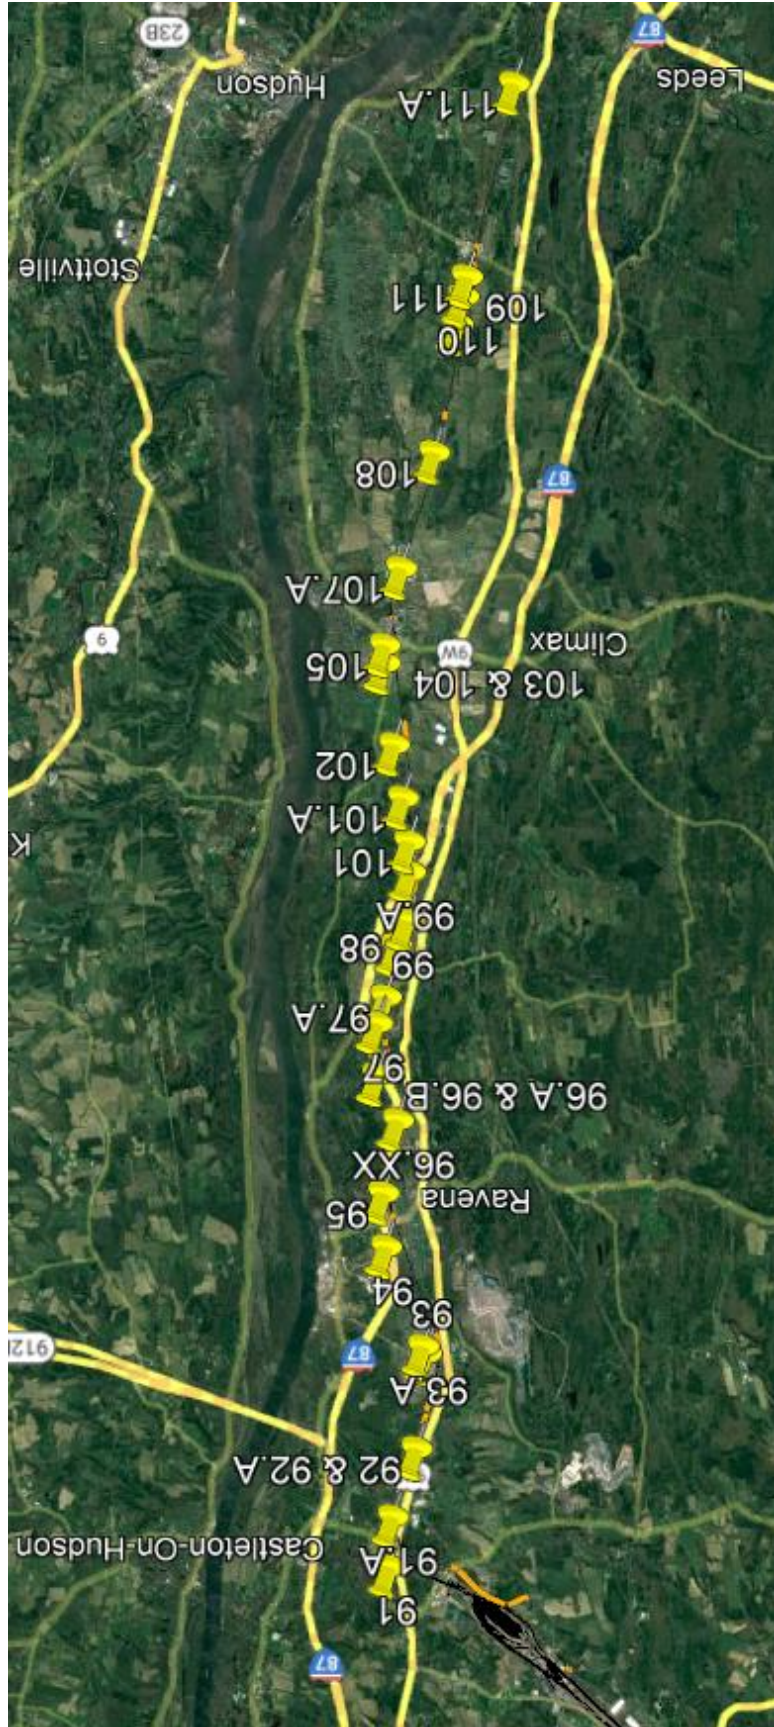 87
91
91.A
Castleton-On-Hudson
92 & 92.A
93.A
87
93
94
95
Ravena
96.XX
96.A & 96.B
97
97.A
99
98
99.A
101
K
101.A
102
103 & 104
105
9W
Climax
9
107.A
87
108
110
109
111
Stottville
111.A
Hudson
Leeds
87
23B